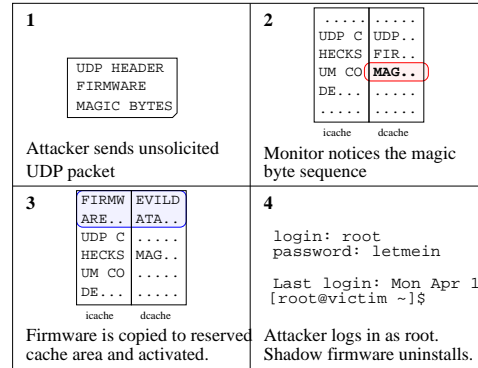 1
UDP HEADER
FIRMWARE
MAGIC BYTES
Attacker sends unsolicited
UDP packet
2
..... .....
UDP C UDP..
HECKS FIR..
UM CO MAG..
DE... .....
..... .....
icache dcache
Monitor notices the magic
byte sequence
3
FIRMW EVILD
ARE.. ATA..
UDP C .....
HECKS MAG..
UM CO .....
DE... .....
icache dcache
Firmware is copied to reserved
cache area and activated.
4
login: root
password: letmein
Last login: Mon Apr 1
[root@victim ~]$
Attacker logs in as root.
Shadow firmware uninstalls.